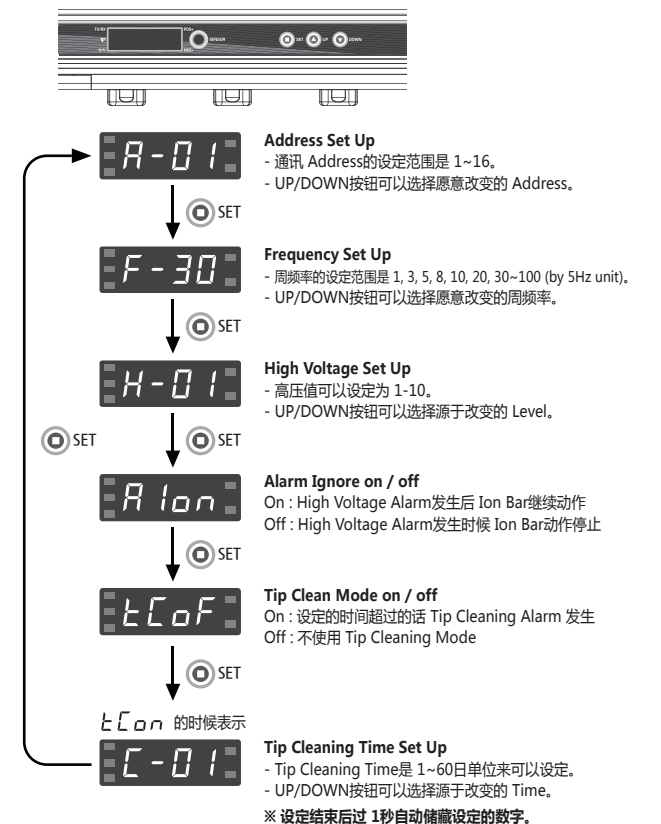 TX/RX
POS+
SENSOR
SET
UP
DOWN
H/V
A-01
Address Set Up
- 通讯 Address的设定范围是 1~16。
- UP/DOWN按钮可以选择愿意改变的 Address。
SET
F-30
Frequency Set Up
- 周频率的设定范围是 1, 3, 5, 8, 10, 20, 30~100 (by 5Hz unit)。
- UP/DOWN按钮可以选择愿意改变的周频率。
SET
H-01
High Voltage Set Up
- 高压值可以设定为 1-10。
- UP/DOWN按钮可以选择源于改变的 Level。
SET
SET
A1on
Alarm Ignore on / off
On : High Voltage Alarm发生后 Ion Bar继续动作
Off : High Voltage Alarm发生时候 Ion Bar动作停止
SET
tCoF
Tip Clean Mode on / off
On : 设定的时间超过的话 Tip Cleaning Alarm 发生
Off : 不使用 Tip Cleaning Mode
SET
tCon 的时候表示
C-01
Tip Cleaning Time Set Up
- Tip Cleaning Time是 1~60日单位来可以设定。
- UP/DOWN按钮可以选择源于改变的 Time。
※ 设定结束后过 1秒自动储藏设定的数字。